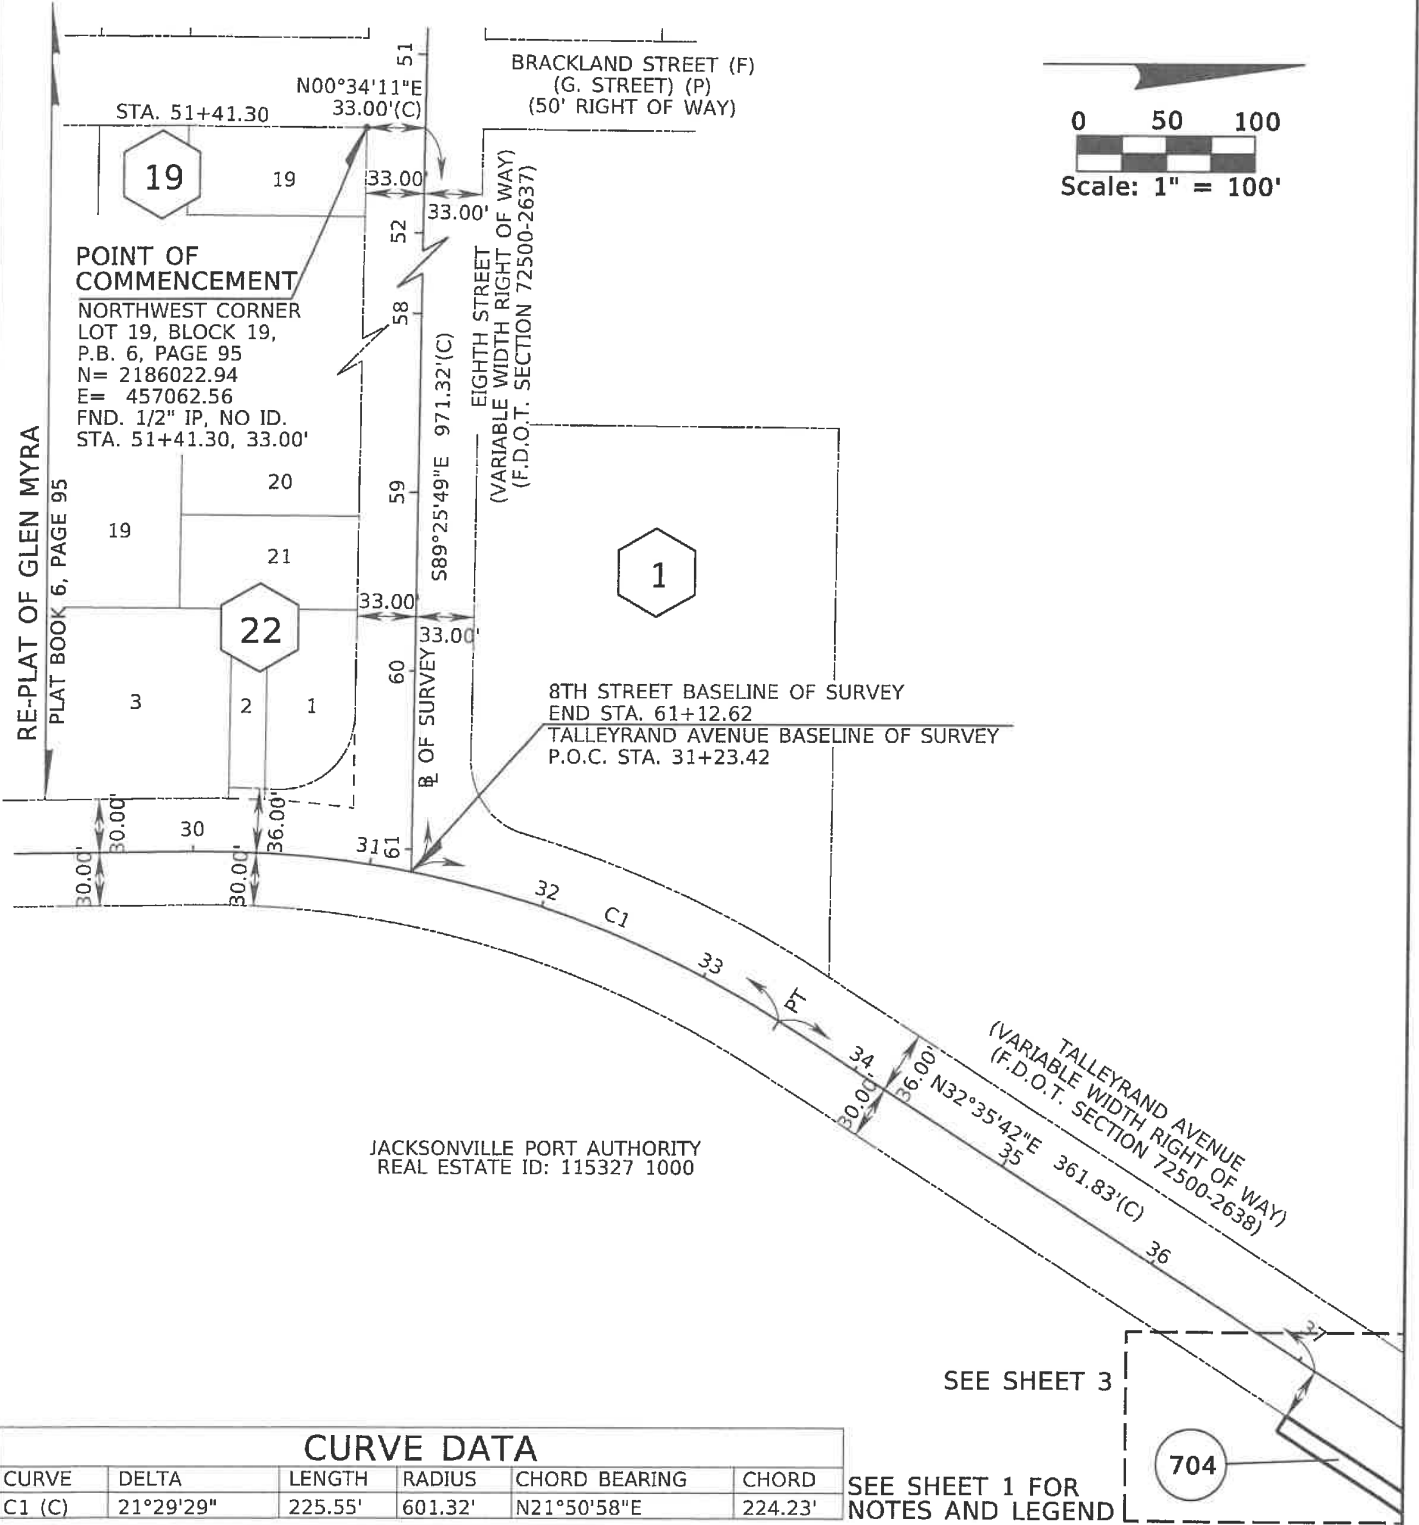 51
BRACKLAND STREET (F)
(G. STREET) (P)
(50' RIGHT OF WAY)
N00°34'11"E
33.00'(C)
STA. 51+41.30
0 50 100
Scale: 1" = 100'
19
19
33.00'
33.00'
52
EIGHTH STREET
(VARIABLE WIDTH RIGHT OF WAY)
(F.D.O.T. SECTION 72500-2637)
POINT OF
COMMENCEMENT
NORTHWEST CORNER
LOT 19, BLOCK 19,
P.B. 6, PAGE 95
N= 2186022.94
E= 457062.56
FND. 1/2" IP, NO ID.
STA. 51+41.30, 33.00'
58
S89°25'49"E 971.32'(C)
RE-PLAT OF GLEN MYRA
PLAT BOOK 6, PAGE 95
20
59
19
21
1
22
33.00'
33.00'
60
3
2
1
BL OF SURVEY
8TH STREET BASELINE OF SURVEY
END STA. 61+12.62
TALLEYRAND AVENUE BASELINE OF SURVEY
P.O.C. STA. 31+23.42
30.00'
30
36.00'
31
61
30.00'
30.00'
32
C1
33
PT
34
36.00'
30.00'
N32°35'42"E 361.83'(C)
35
TALLEYRAND AVENUE
(VARIABLE WIDTH RIGHT OF WAY)
(F.D.O.T. SECTION 72500-2638)
JACKSONVILLE PORT AUTHORITY
REAL ESTATE ID: 115327 1000
36
37
SEE SHEET 3
704
CURVE DATA
CURVE DELTA LENGTH RADIUS CHORD BEARING CHORD
C1 (C) 21°29'29" 225.55' 601.32' N21°50'58"E 224.23'
SEE SHEET 1 FOR
NOTES AND LEGEND